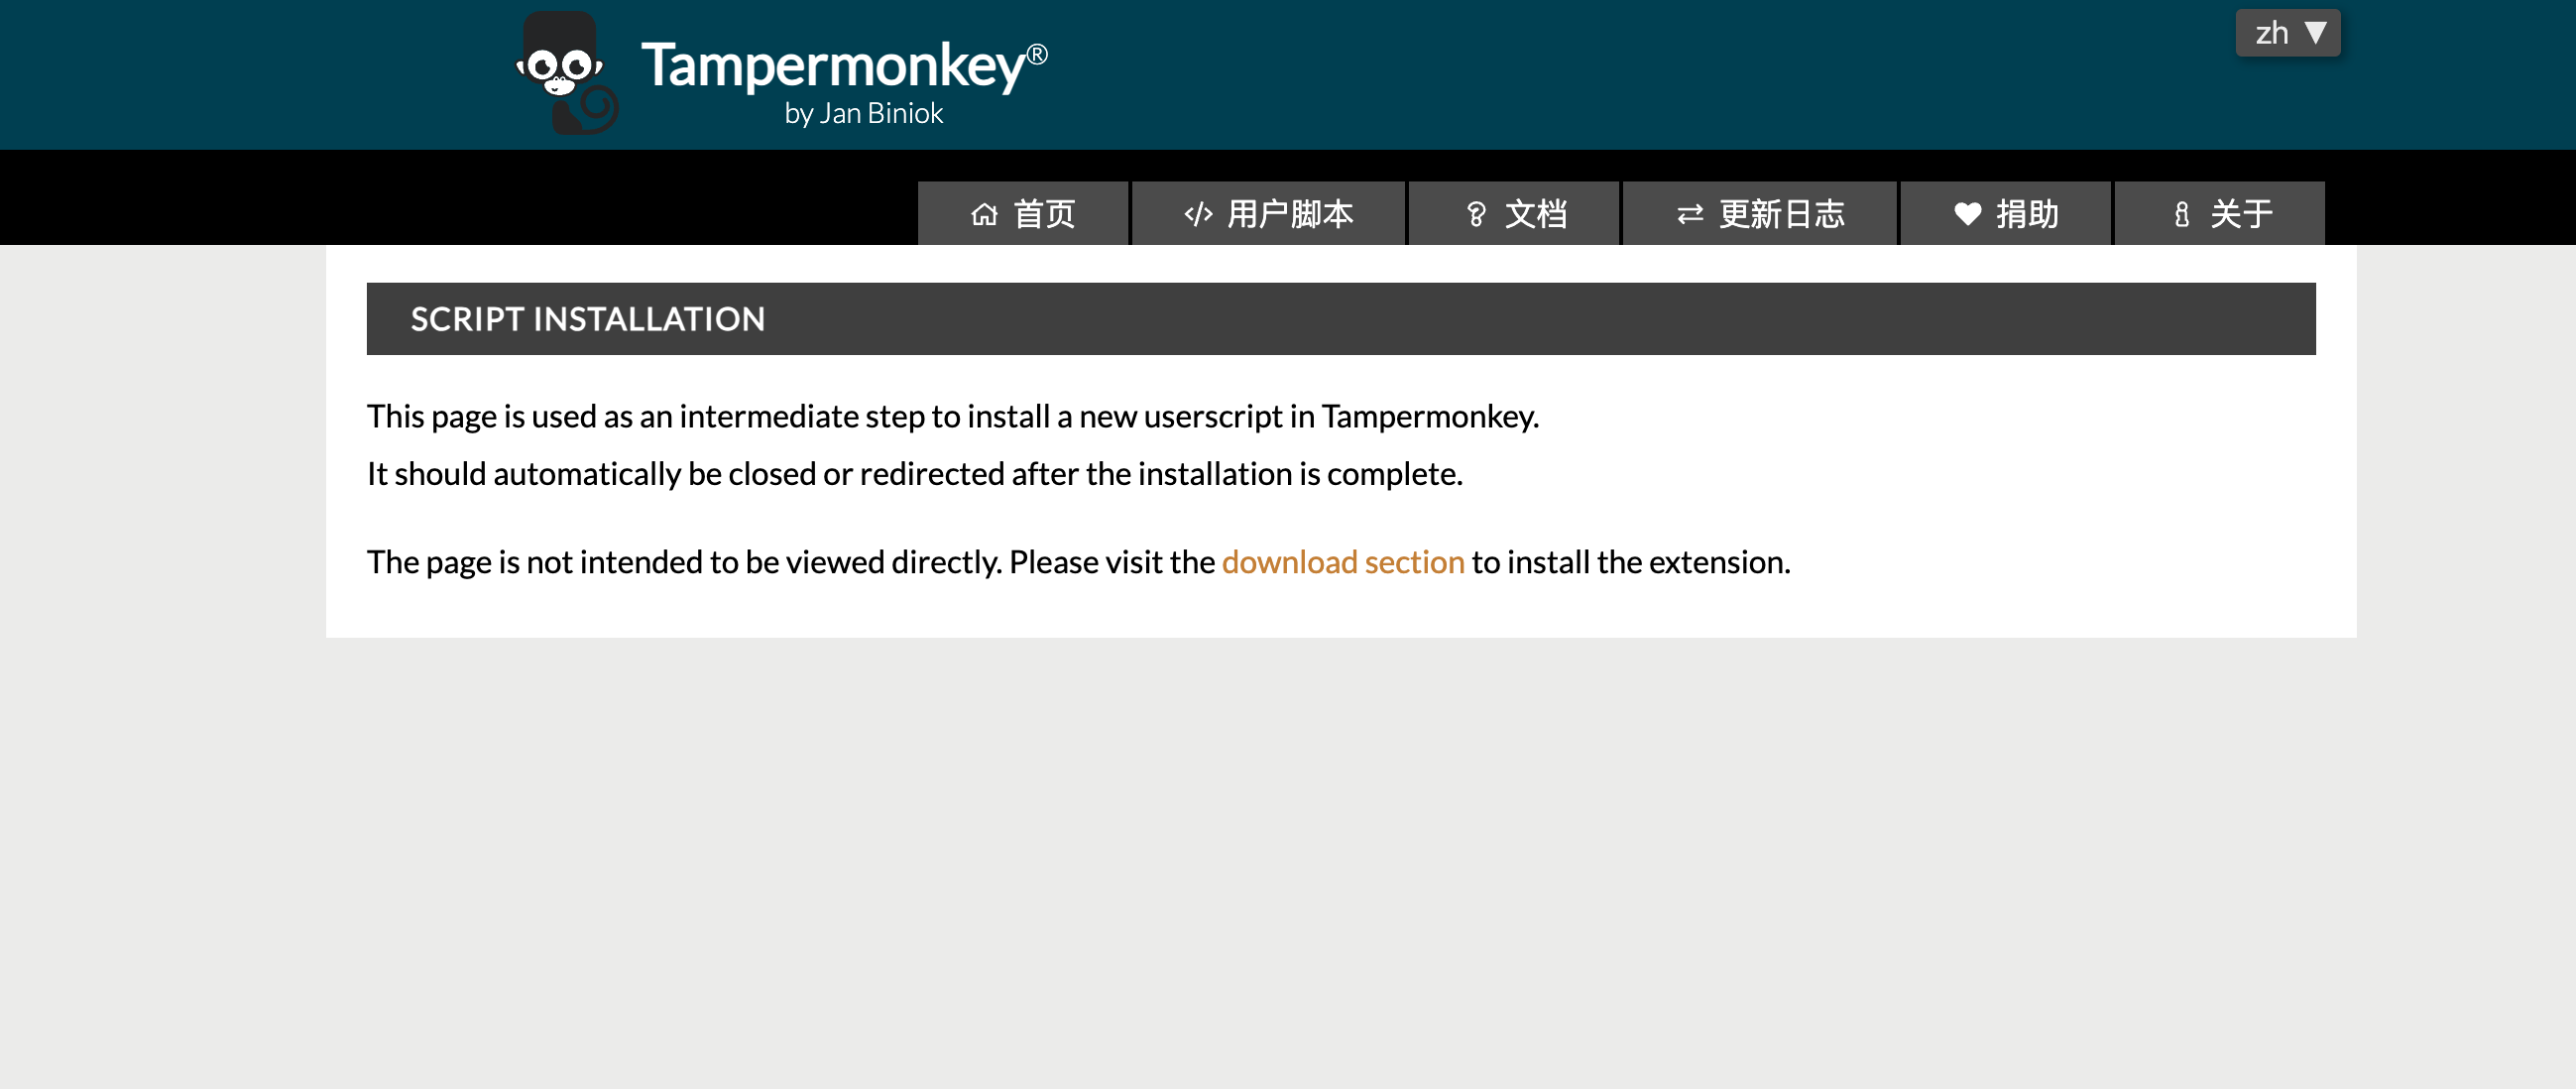 Tampermonkey®
by Jan Biniok
zh ▼
首页
用户脚本
文档
更新日志
捐助
关于
SCRIPT INSTALLATION
This page is used as an intermediate step to install a new userscript in Tampermonkey.
It should automatically be closed or redirected after the installation is complete.
The page is not intended to be viewed directly. Please visit the download section to install the extension.